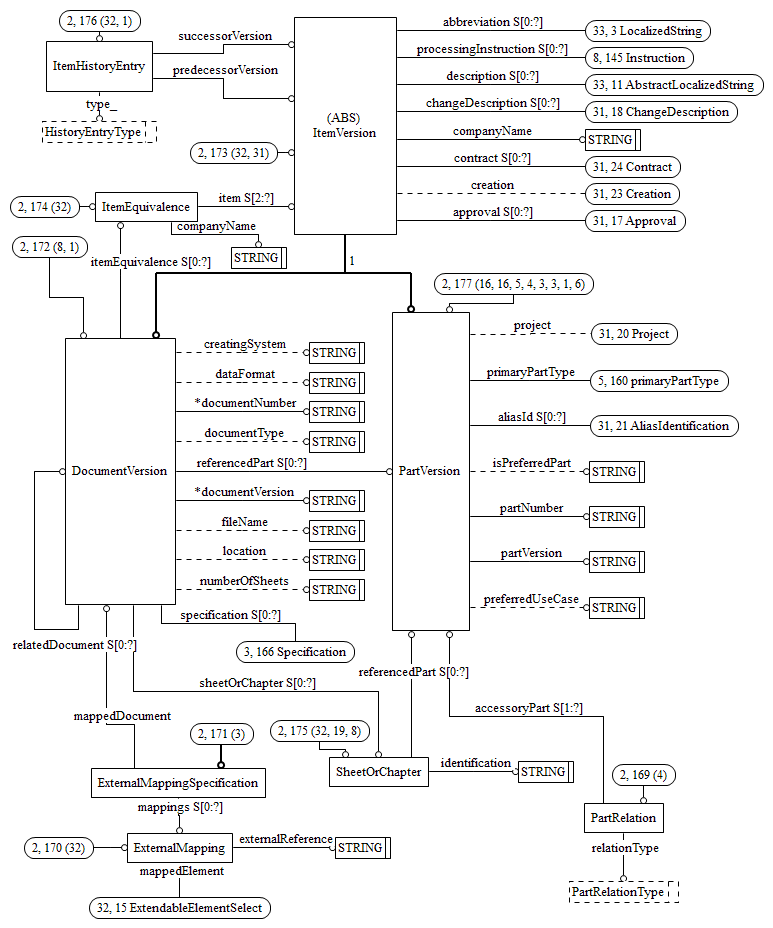 2, 176 (32, 1)
successorVersion
abbreviation S[0:?]
33, 3 LocalizedString
ItemHistoryEntry
predecessorVersion
processingInstruction S[0:?]
8, 145 Instruction
description S[0:?]
33, 11 AbstractLocalizedString
type_
HistoryEntryType
(ABS)
ItemVersion
changeDescription S[0:?]
31, 18 ChangeDescription
companyName
STRING
2, 173 (32, 31)
contract S[0:?]
31, 24 Contract
creation
31, 23 Creation
2, 174 (32)
ItemEquivalence
item S[2:?]
approval S[0:?]
31, 17 Approval
companyName
STRING
2, 172 (8, 1)
itemEquivalence S[0:?]
1
2, 177 (16, 16, 5, 4, 3, 3, 1, 6)
project
31, 20 Project
creatingSystem
STRING
dataFormat
STRING
primaryPartType
5, 160 primaryPartType
*documentNumber
STRING
aliasId S[0:?]
31, 21 AliasIdentification
documentType
STRING
DocumentVersion
referencedPart S[0:?]
PartVersion
isPreferredPart
STRING
*documentVersion
STRING
partNumber
STRING
fileName
STRING
location
STRING
partVersion
STRING
numberOfSheets
STRING
preferredUseCase
STRING
specification S[0:?]
3, 166 Specification
relatedDocument S[0:?]
referencedPart S[0:?]
sheetOrChapter S[0:?]
accessoryPart S[1:?]
mappedDocument
2, 171 (3)
2, 175 (32, 19, 8)
ExternalMappingSpecification
SheetOrChapter
identification
STRING
2, 169 (4)
mappings S[0:?]
PartRelation
2, 170 (32)
ExternalMapping
externalReference
STRING
relationType
mappedElement
PartRelationType
32, 15 ExtendableElementSelect